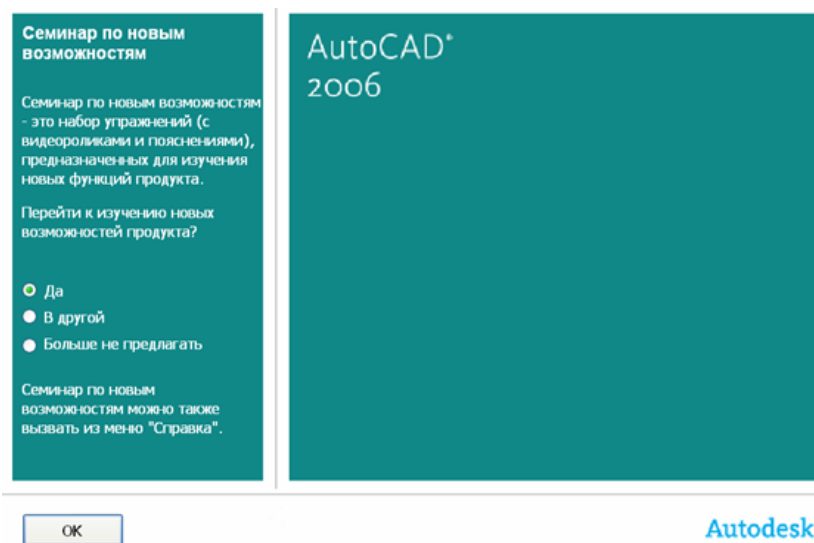 Семинар по новым
возможностям
Семинар по новым возможностям
- это набор упражнений (с
видеороликами и пояснениями),
предназначенных для изучения
новых функций продукта.
Перейти к изучению новых
возможностей продукта?
Да
В другой
Больше не предлагать
Семинар по новым
возможностям можно также
вызвать из меню "Справка".
AutoCAD®
2006
OK
Autodesk